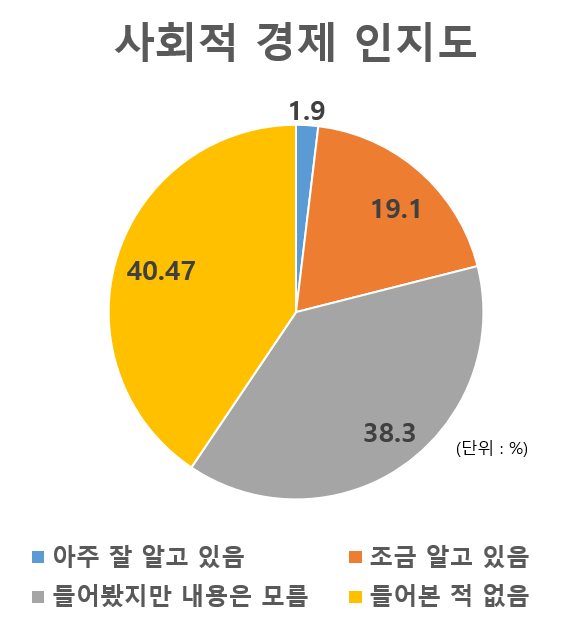 사회적 경제 인지도
1.9
19.1
40.47
38.3
(단위 : %)
아주 잘 알고 있음
조금 알고 있음
들어봤지만 내용은 모름
들어본 적 없음